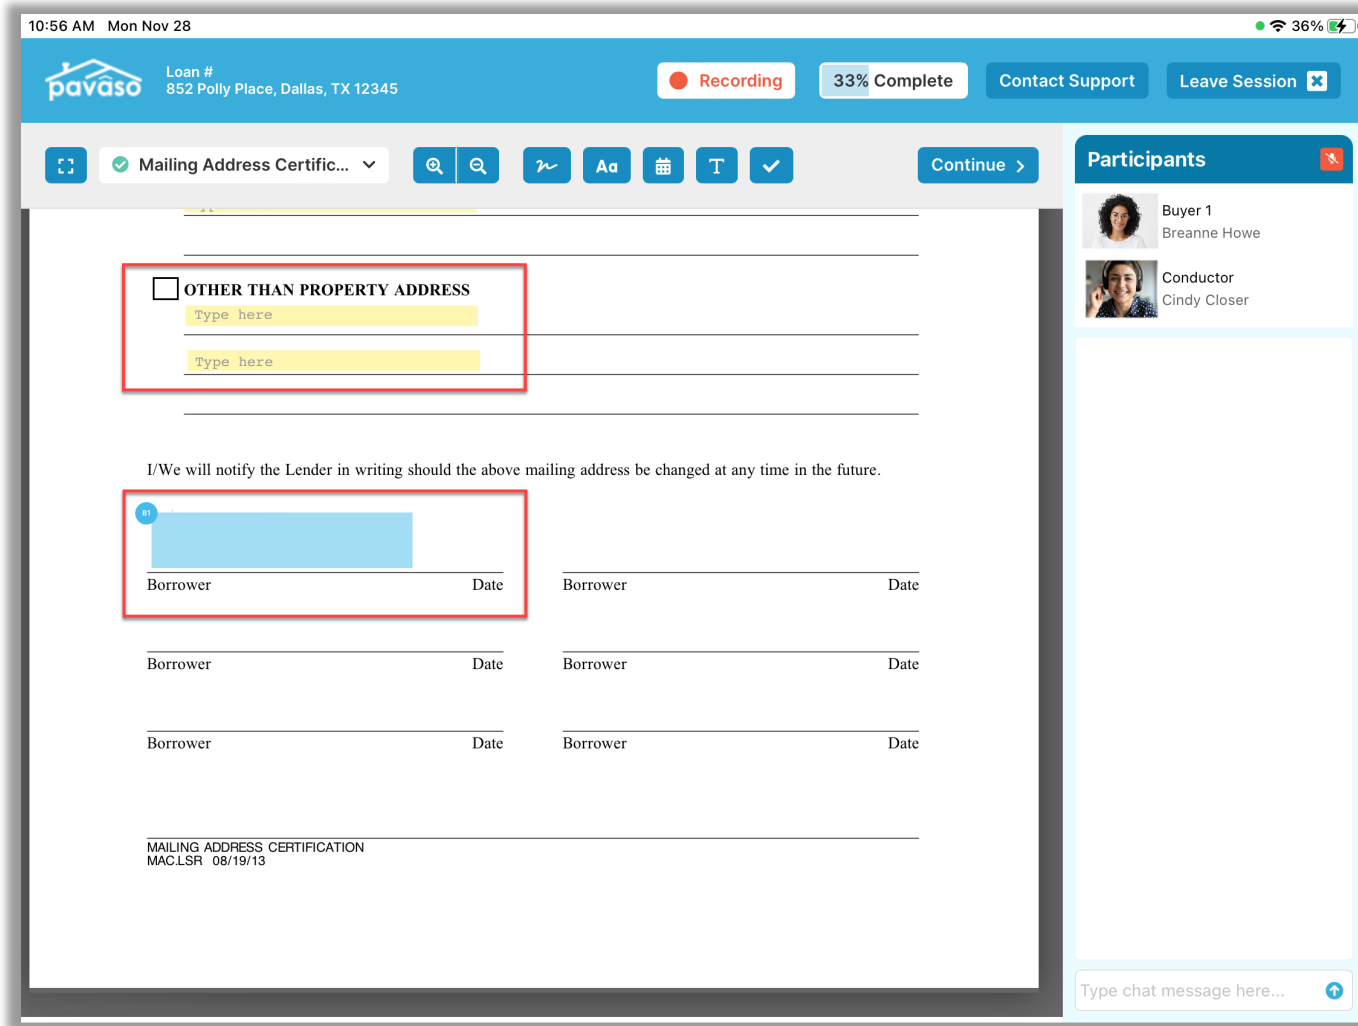 10:56 AM Mon Nov 28
36%
pavaso
Loan #
852 Polly Place, Dallas, TX 12345
Recording
33% Complete
Contact Support
Leave Session
Mailing Address Certific...
Aa
T
Continue
Participants
Buyer 1
Breanne Howe
Conductor
Cindy Closer
OTHER THAN PROPERTY ADDRESS
Type here
Type here
I/We will notify the Lender in writing should the above mailing address be changed at any time in the future.
B1
Borrower Date Borrower Date
Borrower Date Borrower Date
Borrower Date Borrower Date
MAILING ADDRESS CERTIFICATION
MAC.LSR 08/19/13
Type chat message here...